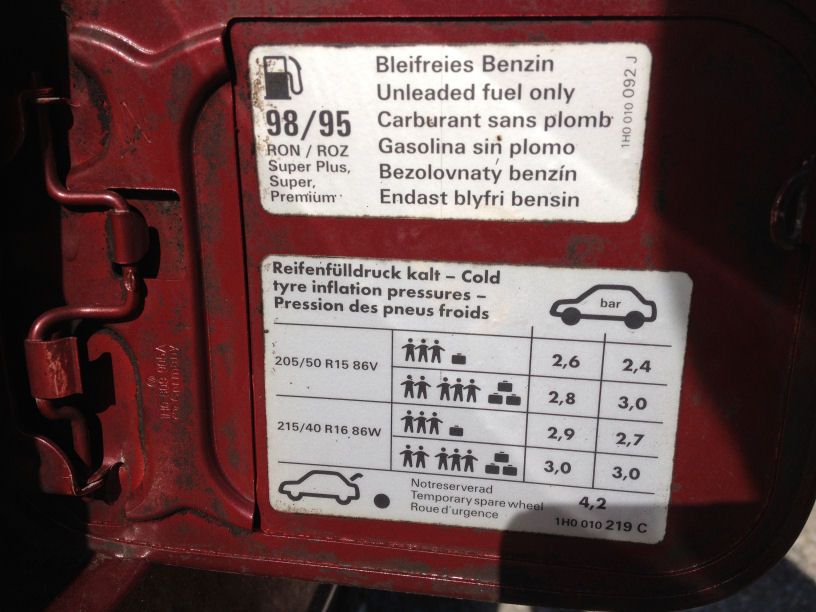 Bleifreies Benzin
Unleaded fuel only
98/95
Carburant sans plomb
RON / ROZ
Gasolina sin plomo
Super Plus,
Super,
Premium
Bezolovnatý benzín
Endast blyfri bensin
1H0 010 092 J
Reifenfülldruck kalt – Cold
tyre inflation pressures –
Pression des pneus froids
bar
205/50 R15 86V
2,6 2,4
2,8 3,0
215/40 R16 86W
2,9 2,7
3,0 3,0
Notreserverad
Temporary spare wheel
Roue d'urgence
4,2
1H0 010 219 C
Germany